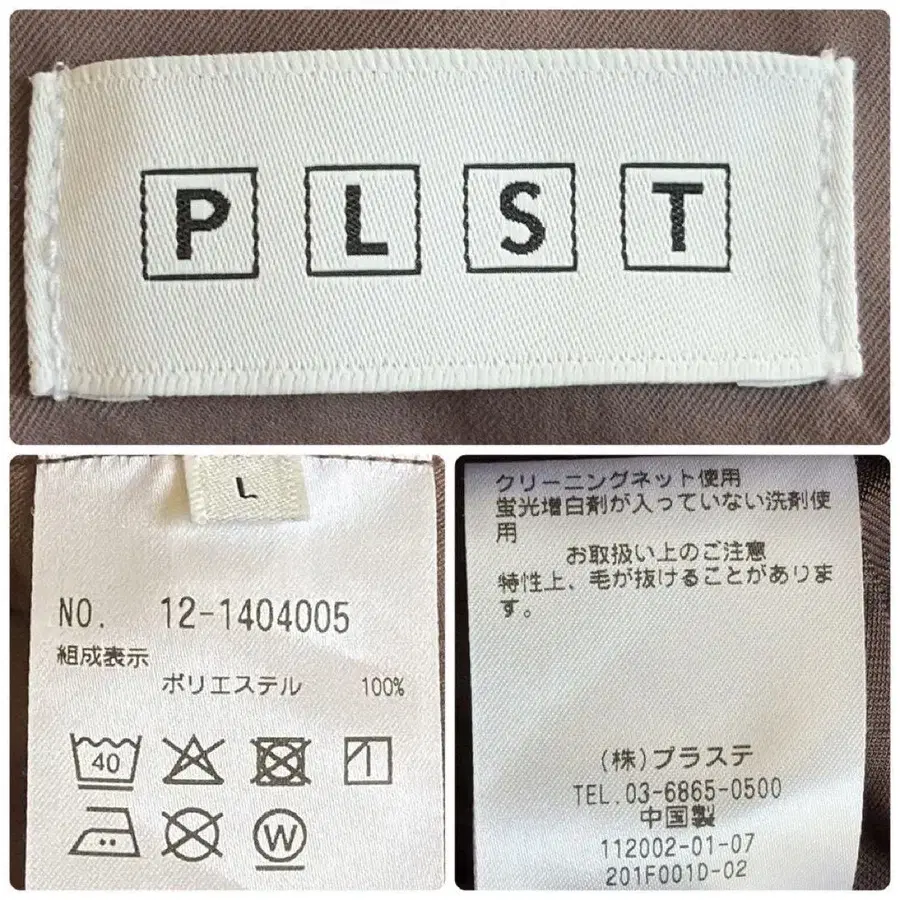 P L S T
L
NO. 12-1404005
組成表示
ポリエステル 100%
40
W
クリーニングネット使用
蛍光増白剤が入っていない洗剤使
用
お取扱い上のご注意
特性上、毛が抜けることがありま
す。
(株)プラステ
TEL.03-6865-0500
中国製
112002-01-07
201F001D-02